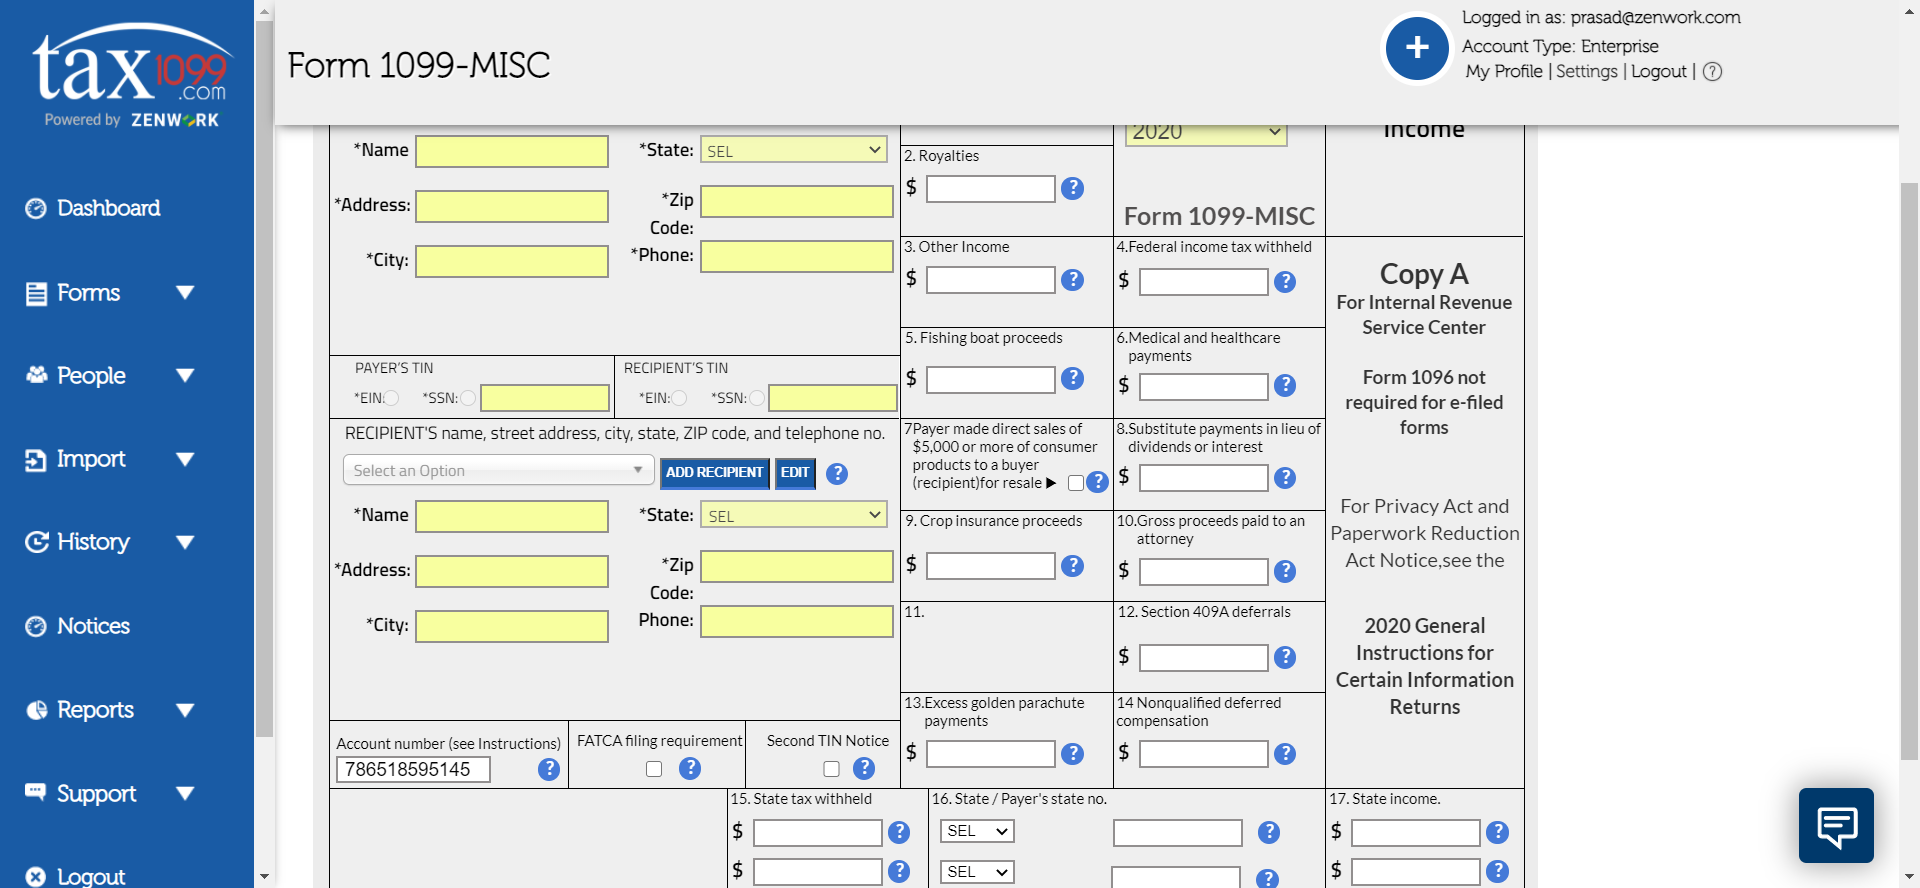 tax1099.com
Powered by ZENWORK
Dashboard
Forms
People
Import
History
Notices
Reports
Support
Logout
Form 1099-MISC
+
Logged in as: prasad@zenwork.com
Account Type: Enterprise
My Profile | Settings | Logout | ?
*Name
*State: SEL
*Address:
*Zip
Code:
*City:
*Phone:
PAYER'S TIN
*EIN: *SSN:
RECIPIENT'S TIN
*EIN: *SSN:
RECIPIENT'S name, street address, city, state, ZIP code, and telephone no.
Select an Option ADD RECIPIENT EDIT ?
*Name
*State: SEL
*Address:
*Zip
Code:
*City:
Phone:
Account number (see Instructions)
786518595145 ?
FATCA filing requirement
?
Second TIN Notice
?
2. Royalties
$ ?
2020
Form 1099-MISC
3. Other Income
$ ?
4.Federal income tax withheld
$ ?
5. Fishing boat proceeds
$ ?
6.Medical and healthcare
payments
$ ?
7Payer made direct sales of
$5,000 or more of consumer
products to a buyer
(recipient)for resale ▶ ?
8.Substitute payments in lieu of
dividends or interest
$ ?
9. Crop insurance proceeds
$ ?
10.Gross proceeds paid to an
attorney
$ ?
11.
12. Section 409A deferrals
$ ?
13.Excess golden parachute
payments
$ ?
14 Nonqualified deferred
compensation
$ ?
Income
Copy A
For Internal Revenue
Service Center
Form 1096 not
required for e-filed
forms
For Privacy Act and
Paperwork Reduction
Act Notice,see the
2020 General
Instructions for
Certain Information
Returns
15. State tax withheld
$ ?
$ ?
16. State / Payer's state no.
SEL ?
SEL ?
17. State income.
$ ?
$ ?